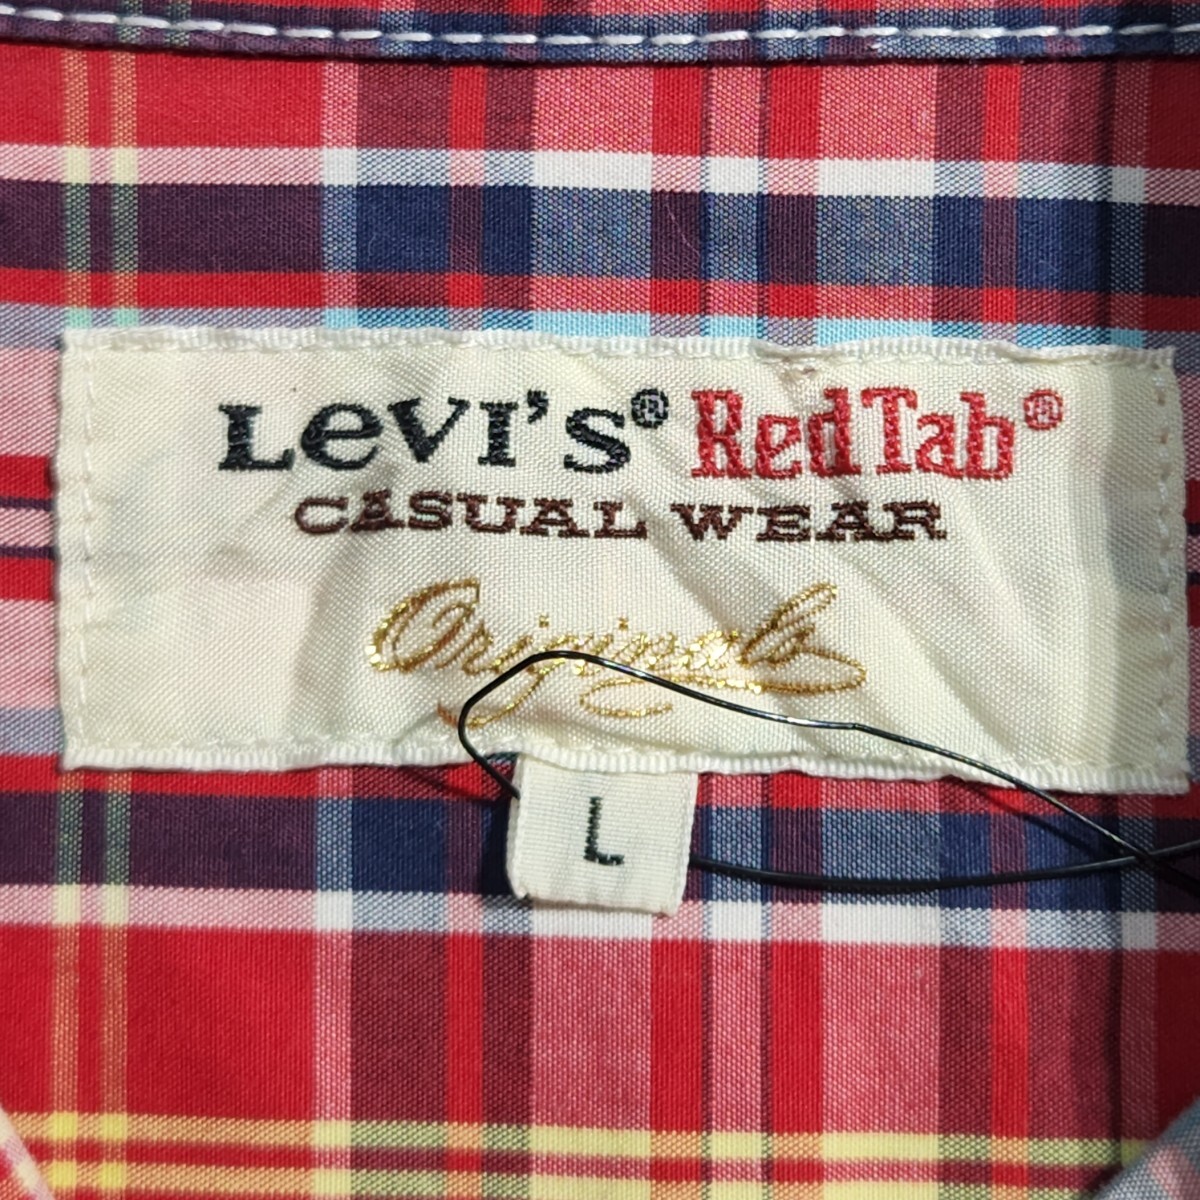 Levi's® RedTab®
CASUAL WEAR
Originals
L